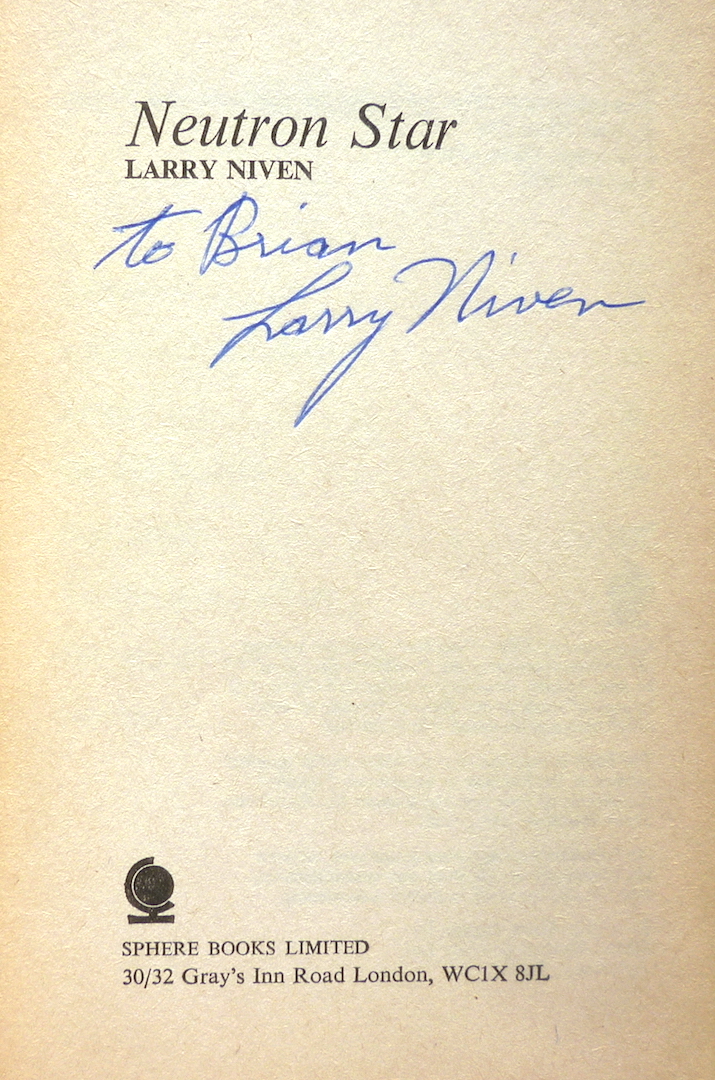 Neutron Star
LARRY NIVEN
to Brian
Larry Niven
SPHERE BOOKS LIMITED
30/32 Gray's Inn Road London, WC1X 8JL